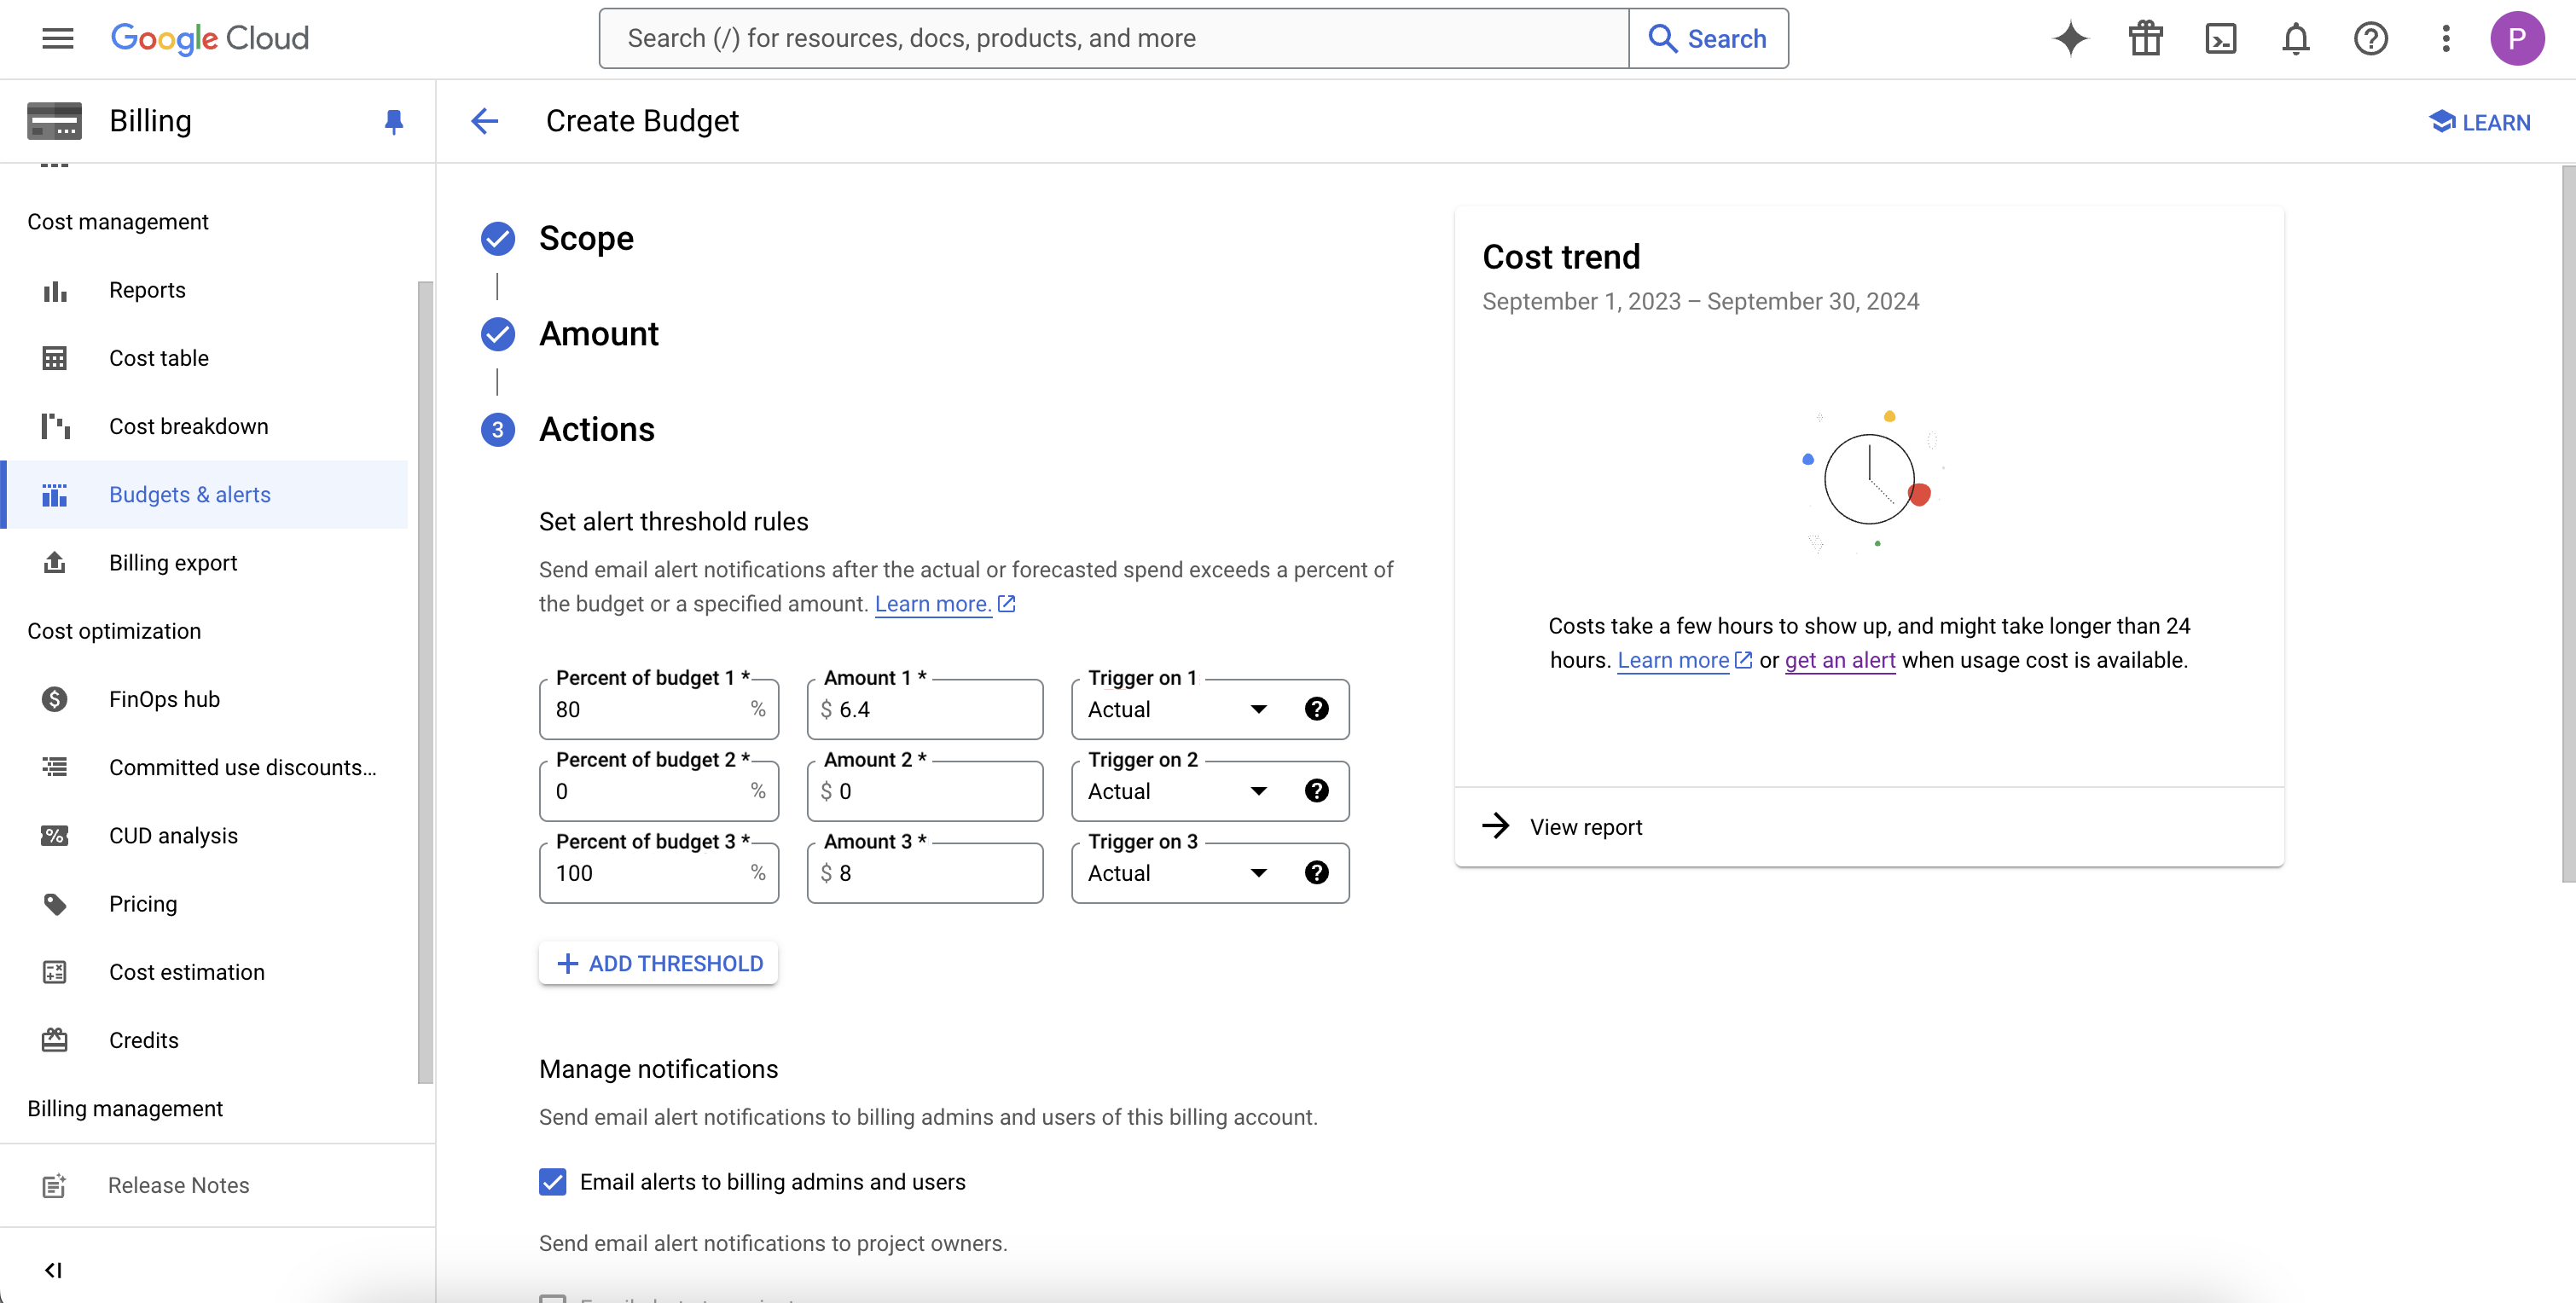 Google Cloud
Search (/) for resources, docs, products, and more
Search
P
Billing
Create Budget
LEARN
Cost management
Reports
Cost table
Cost breakdown
Budgets & alerts
Billing export
Cost optimization
FinOps hub
Committed use discounts...
CUD analysis
Pricing
Cost estimation
Credits
Billing management
Release Notes
Scope
Amount
3 Actions
Set alert threshold rules
Send email alert notifications after the actual or forecasted spend exceeds a percent of
the budget or a specified amount. Learn more.
Percent of budget 1 * Amount 1 * Trigger on 1
80 % $ 6.4 Actual
Percent of budget 2 * Amount 2 * Trigger on 2
0 % $ 0 Actual
Percent of budget 3 * Amount 3 * Trigger on 3
100 % $ 8 Actual
+ ADD THRESHOLD
Manage notifications
Send email alert notifications to billing admins and users of this billing account.
Email alerts to billing admins and users
Send email alert notifications to project owners.
Cost trend
September 1, 2023 – September 30, 2024
Costs take a few hours to show up, and might take longer than 24
hours. Learn more or get an alert when usage cost is available.
View report